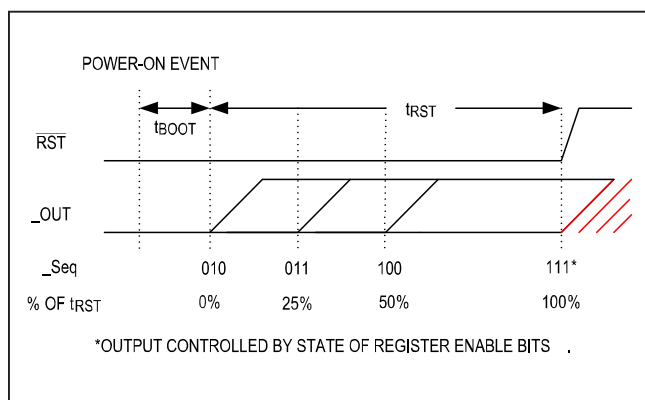 POWER-ON EVENT
tBOOT
tRST
RST
_OUT
_Seq 010 011 100 111*
% OF tRST 0% 25% 50% 100%
*OUTPUT CONTROLLED BY STATE OF REGISTER ENABLE BITS .